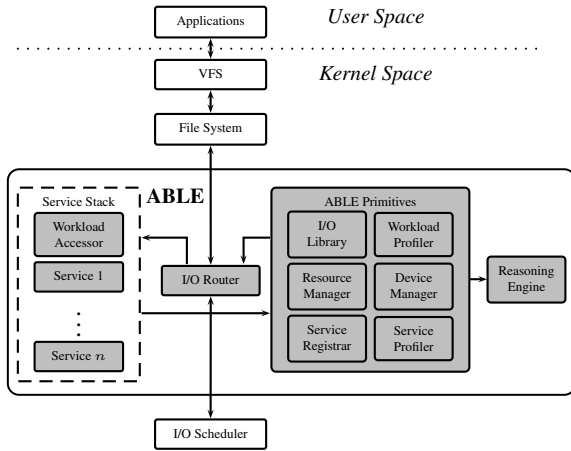 Applications
User Space
VFS
Kernel Space
File System
ABLE
Service Stack
Workload
Accessor
Service 1
Service n
I/O Router
ABLE Primitives
I/O
Library
Workload
Profiler
Resource
Manager
Device
Manager
Service
Registrar
Service
Profiler
Reasoning
Engine
I/O Scheduler